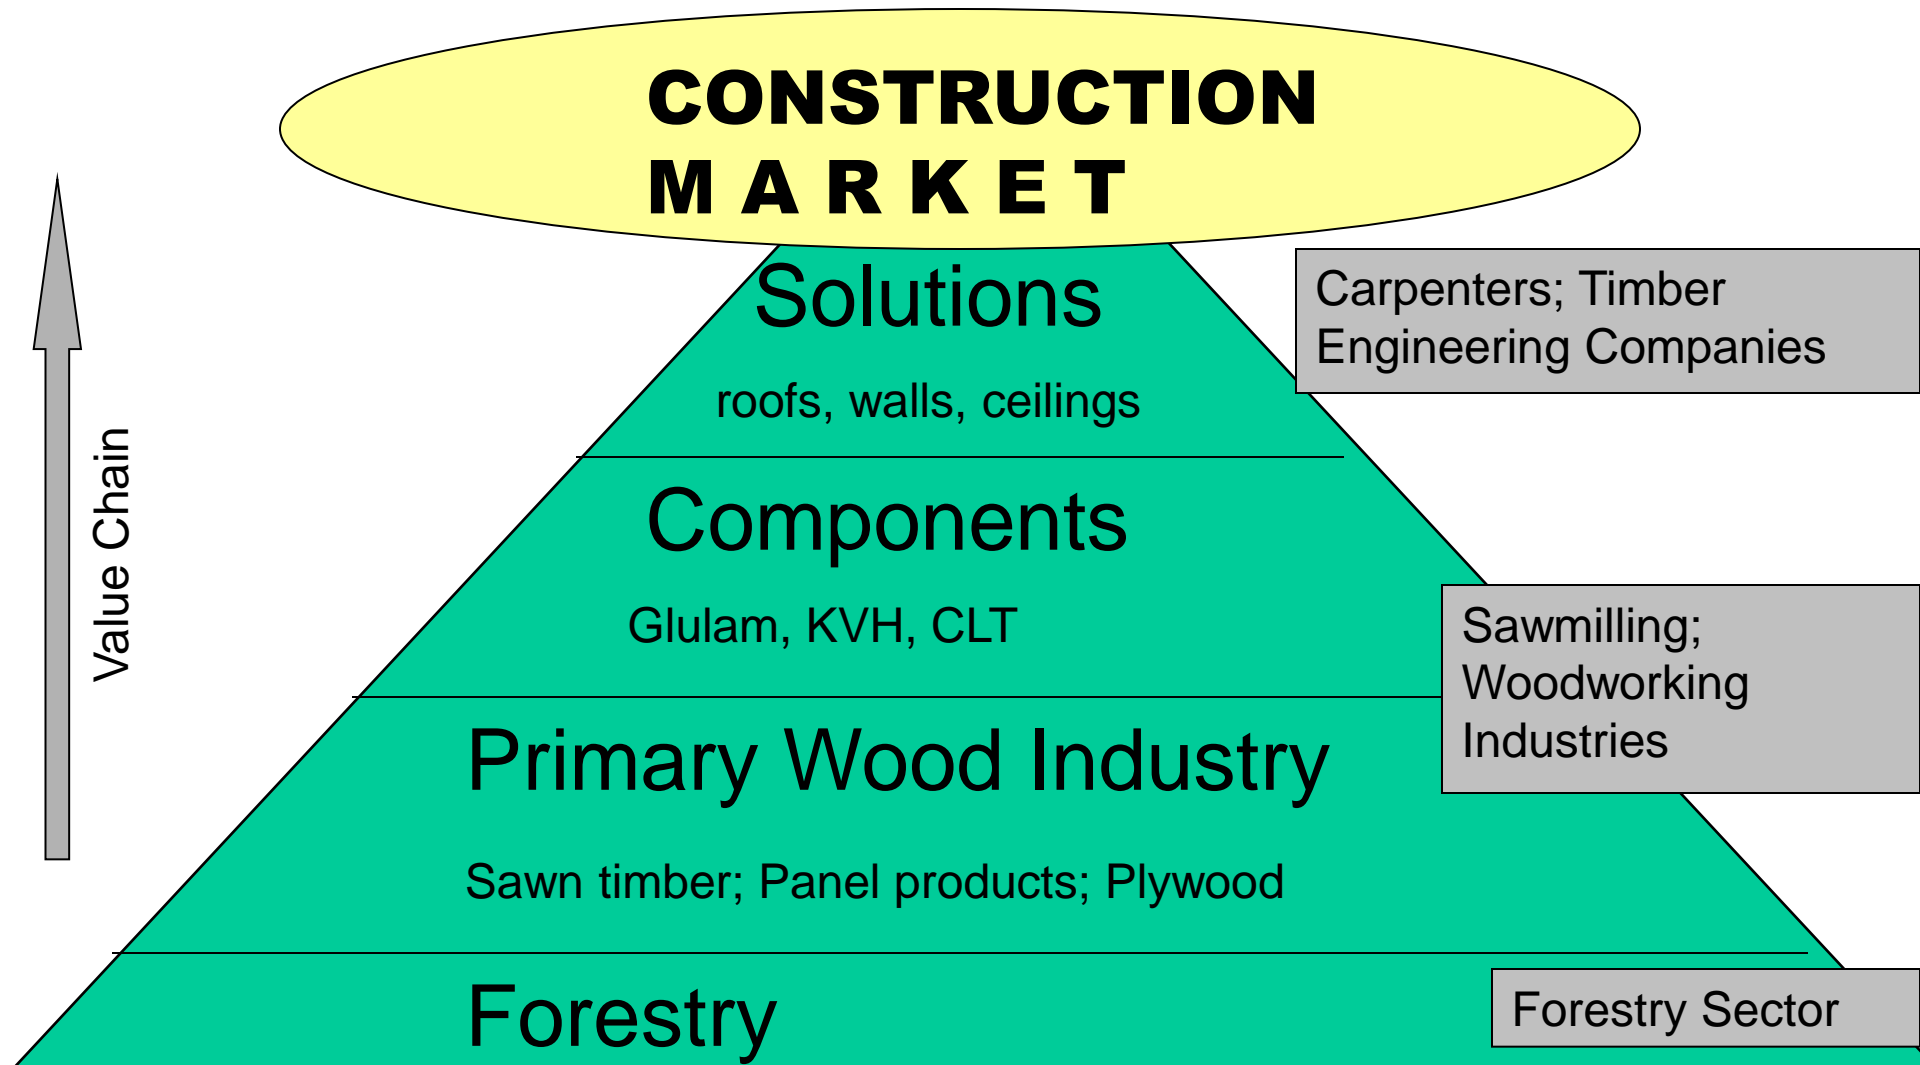 CONSTRUCTION
M A R K E T
Solutions
Carpenters; Timber
Engineering Companies
roofs, walls, ceilings
Value Chain
Components
Glulam, KVH, CLT
Sawmilling;
Woodworking
Industries
Primary Wood Industry
Sawn timber; Panel products; Plywood
Forestry
Forestry Sector